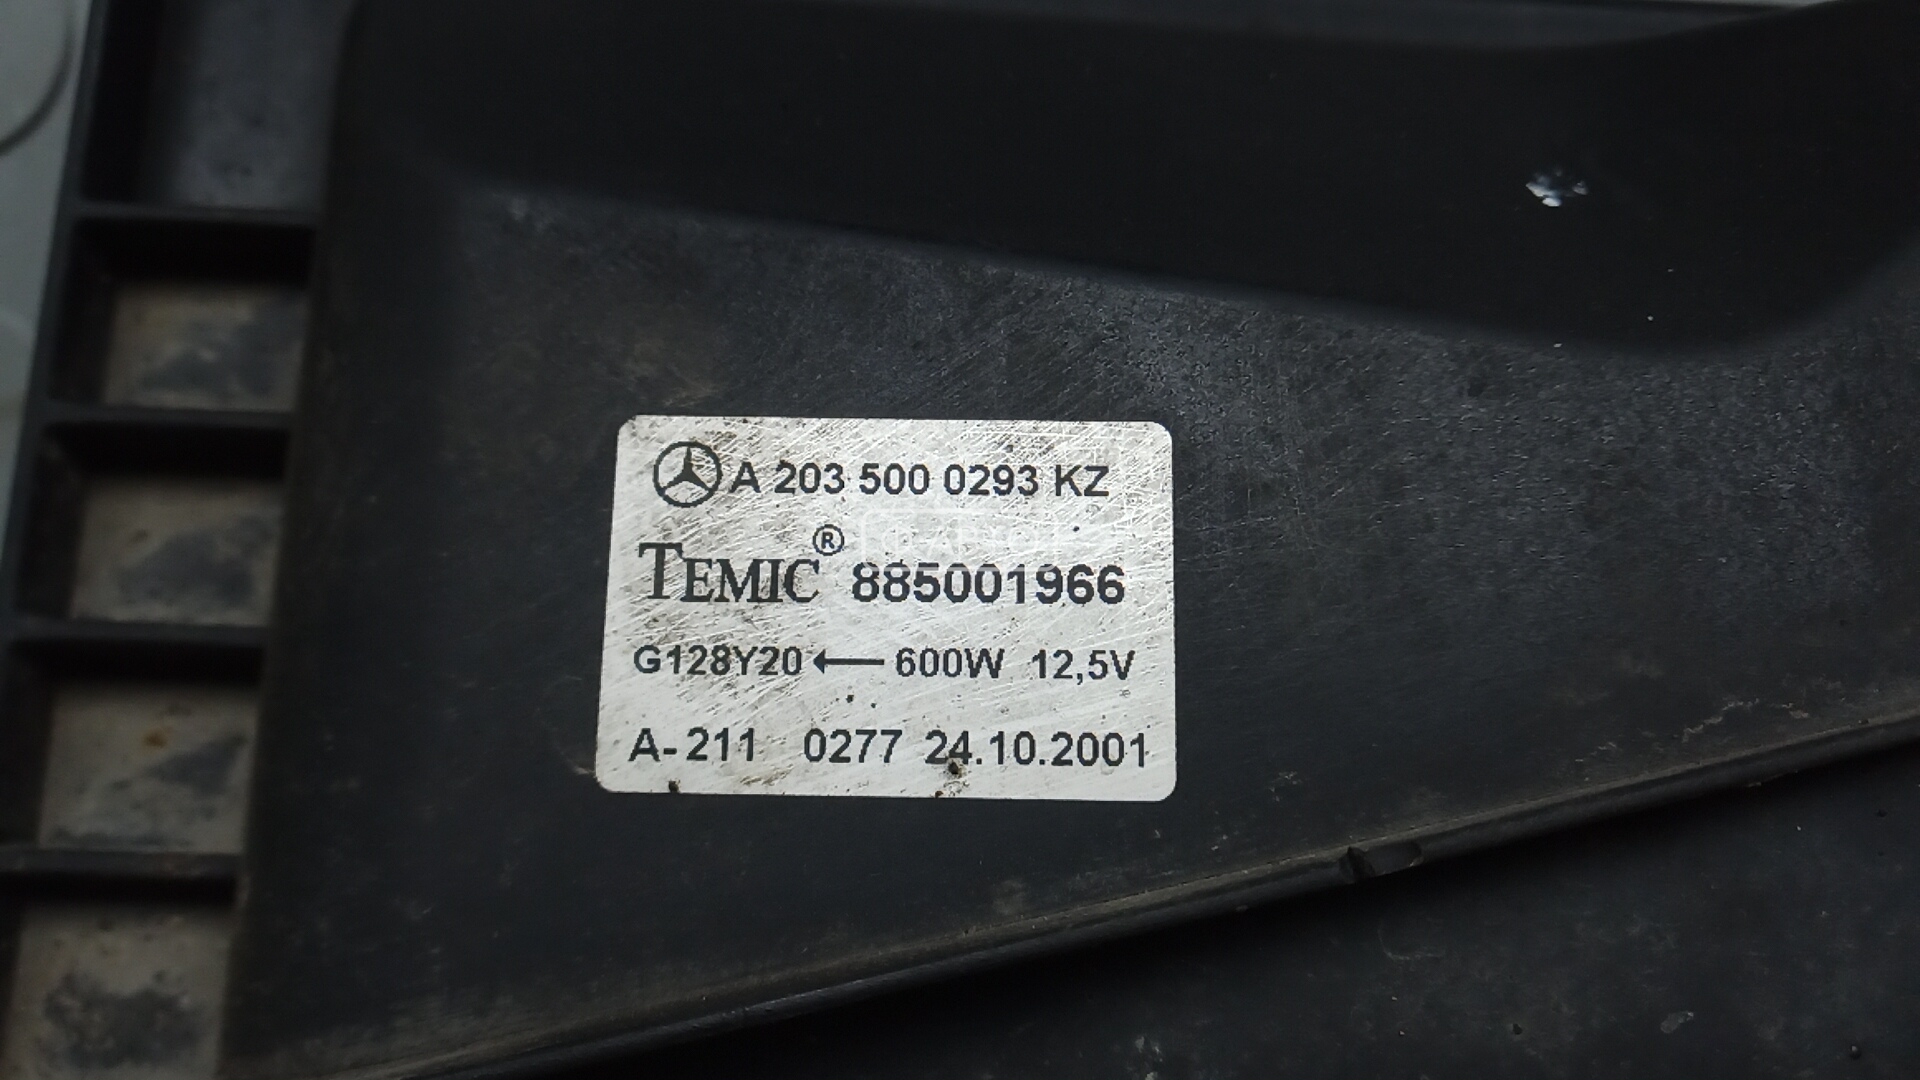 A 203 500 0293 KZ
TEMIC® 885001966
G128Y20 ← 600W 12,5V
A-211 0277 24.10.2001